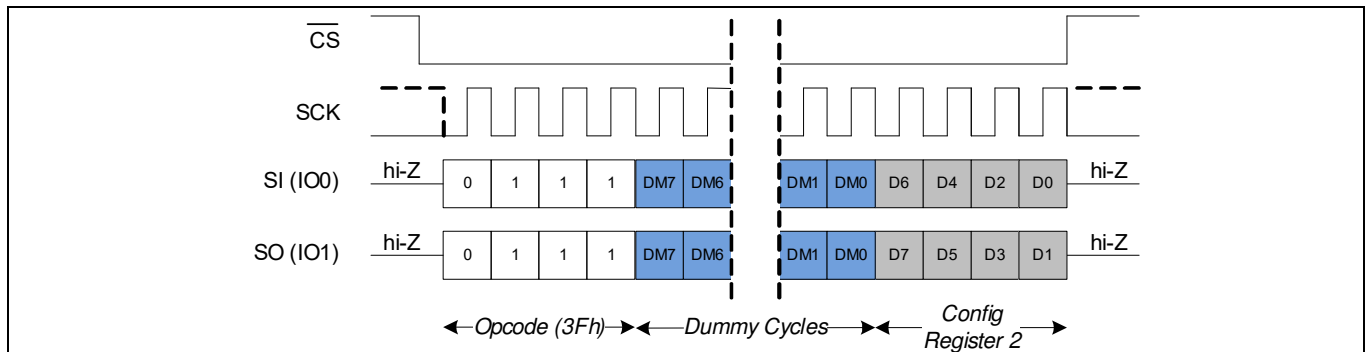 CS
SCK
SI (IO0) hi-Z 0 1 1 1 DM7 DM6 DM1 DM0 D6 D4 D2 D0 hi-Z
SO (IO1) hi-Z 0 1 1 1 DM7 DM6 DM1 DM0 D7 D5 D3 D1 hi-Z
Opcode (3Fh) Dummy Cycles Config
Register 2